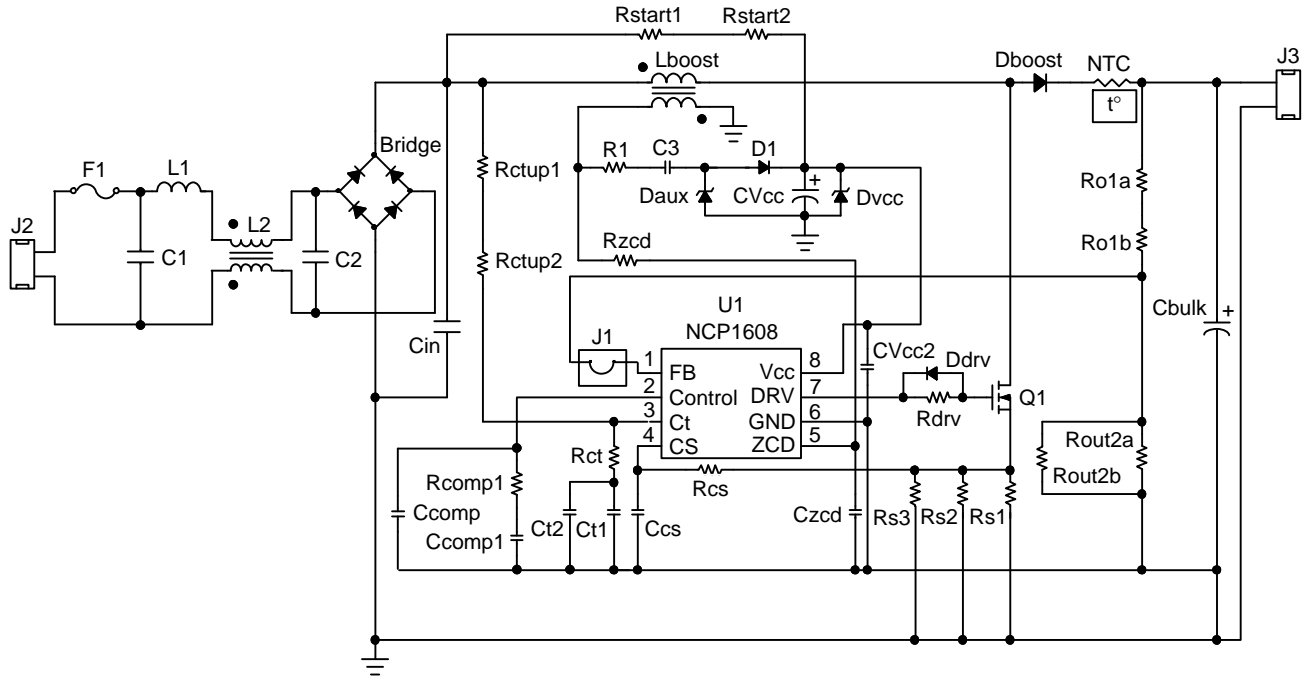 Rstart1 Rstart2
Lboost
Dboost NTC
J3
t°
Bridge
F1 L1
R1 C3 D1
Rctup1
Daux CVcc Dvcc
Ro1a
J2
L2
C1 C2
Rzcd
Rctup2
Ro1b
U1
NCP1608
Cbulk
Cin
J1
CVcc2
Ddrv
1 FB Vcc 8
2 Control DRV 7
3 Ct GND 6
4 CS ZCD 5
Rdrv
Q1
Rct
Rcs
Rout2a
Rout2b
Rcomp1
Ccomp
Ccomp1
Ct2 Ct1 Ccs
Czcd
Rs3 Rs2 Rs1
+
+